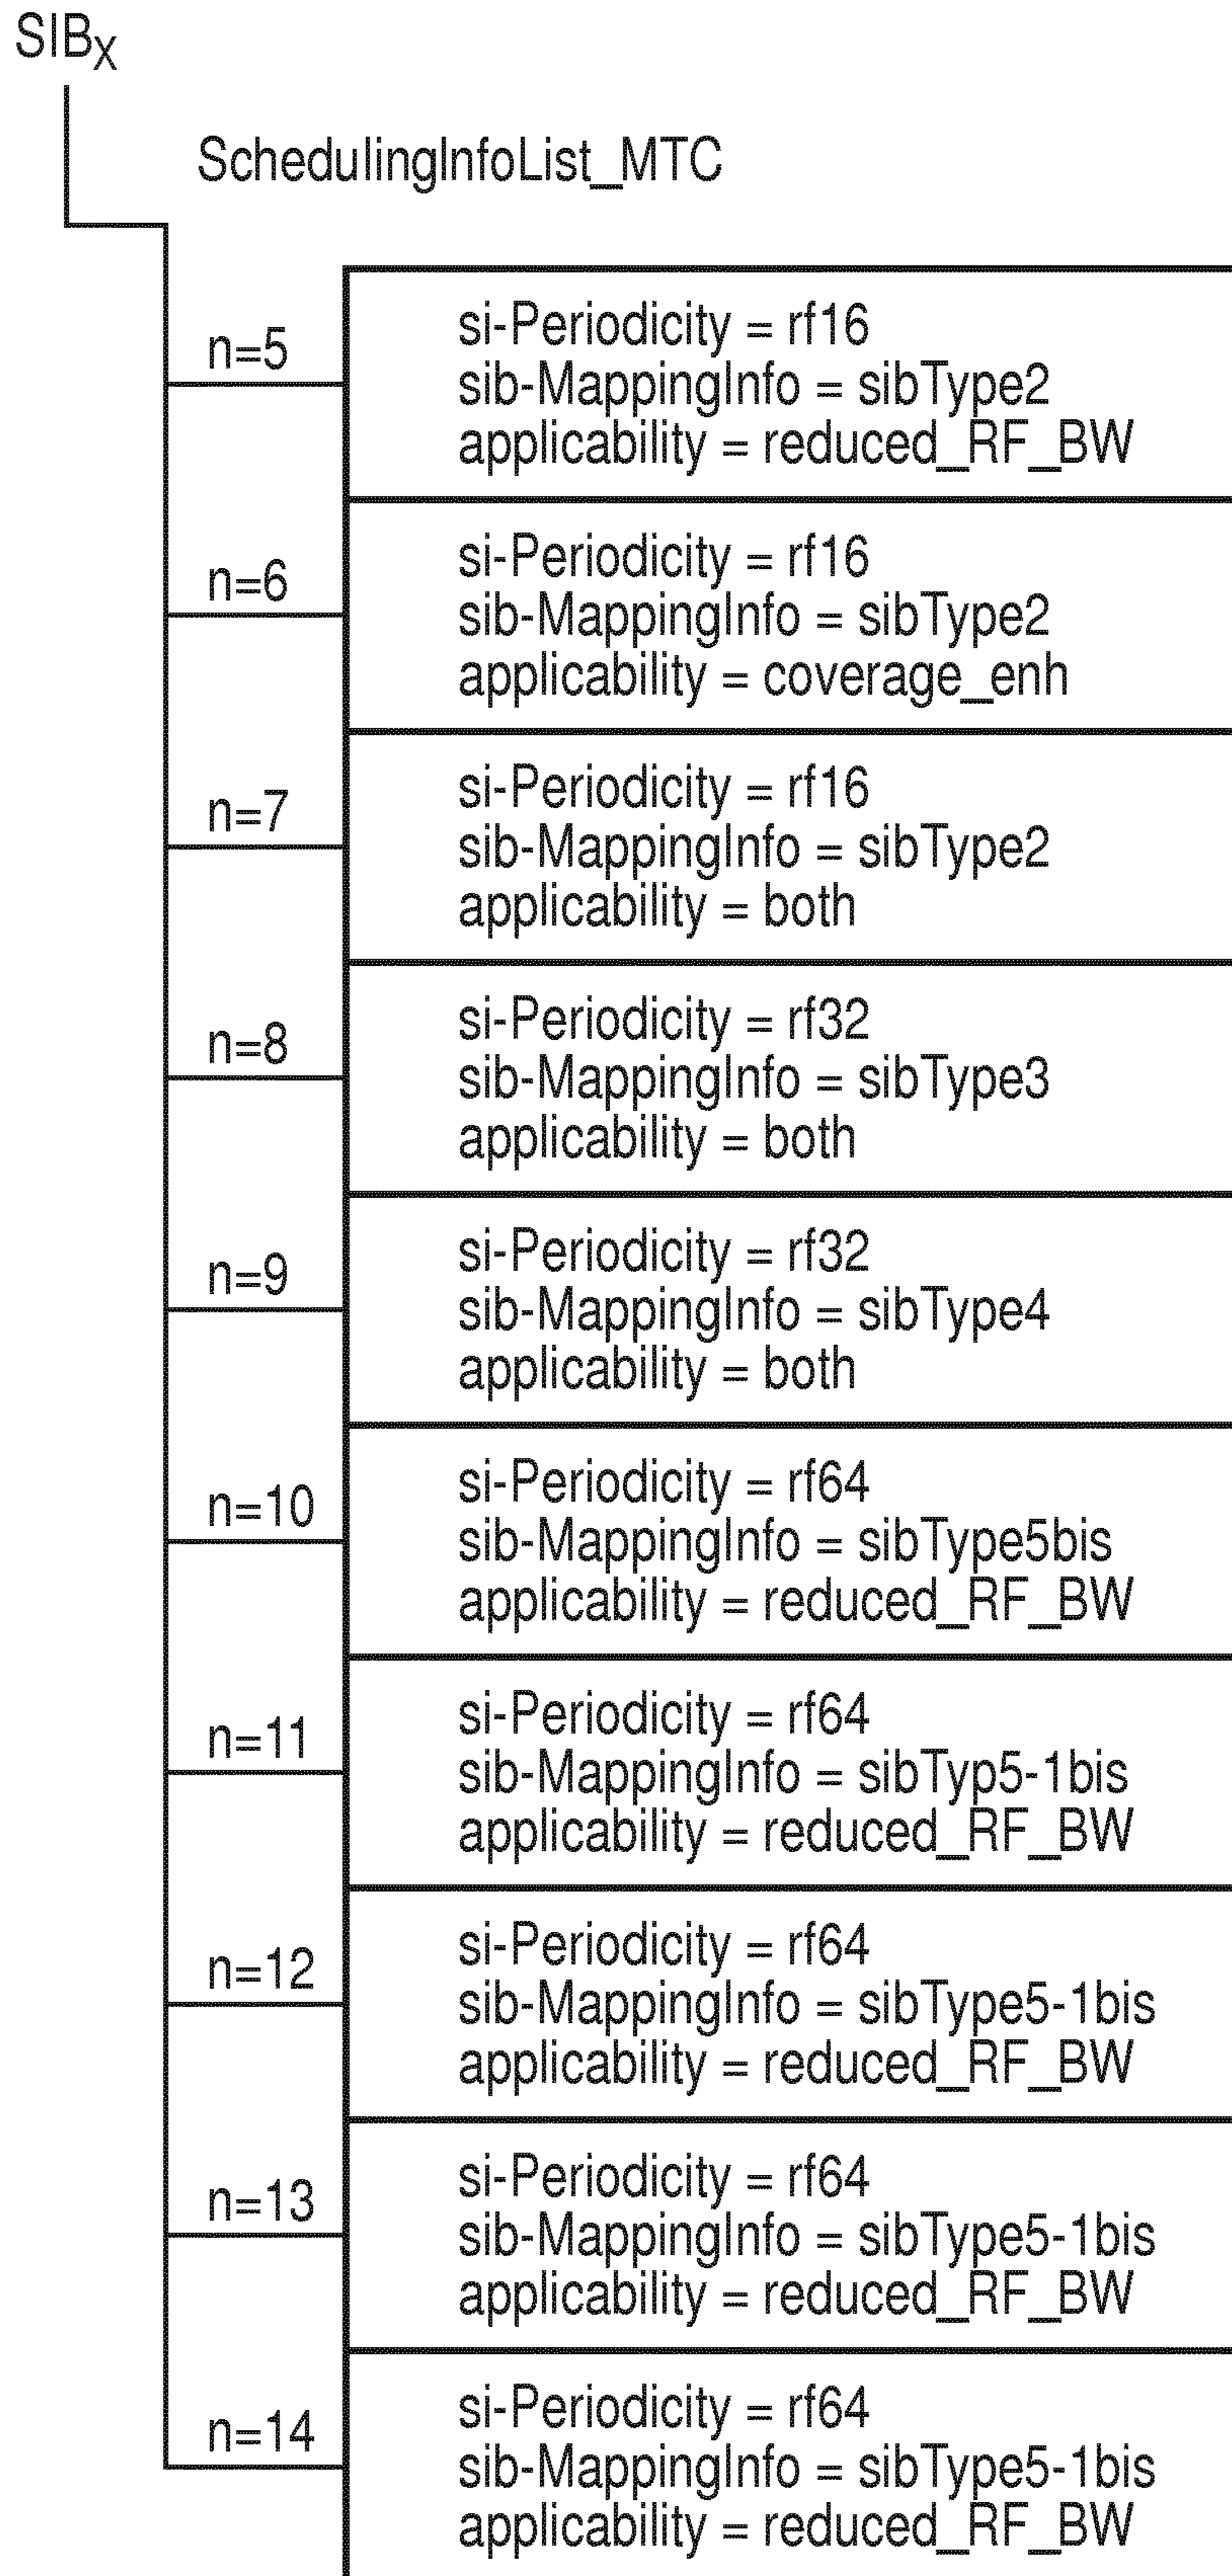 SIBX
SchedulingInfoList_MTC
n=5
si-Periodicity = rf16
sib-MappingInfo = sibType2
applicability = reduced_RF_BW
n=6
si-Periodicity = rf16
sib-MappingInfo = sibType2
applicability = coverage_enh
n=7
si-Periodicity = rf16
sib-MappingInfo = sibType2
applicability = both
n=8
si-Periodicity = rf32
sib-MappingInfo = sibType3
applicability = both
n=9
si-Periodicity = rf32
sib-MappingInfo = sibType4
applicability = both
n=10
si-Periodicity = rf64
sib-MappingInfo = sibType5bis
applicability = reduced_RF_BW
n=11
si-Periodicity = rf64
sib-MappingInfo = sibTyp5-1bis
applicability = reduced_RF_BW
n=12
si-Periodicity = rf64
sib-MappingInfo = sibType5-1bis
applicability = reduced_RF_BW
n=13
si-Periodicity = rf64
sib-MappingInfo = sibType5-1bis
applicability = reduced_RF_BW
n=14
si-Periodicity = rf64
sib-MappingInfo = sibType5-1bis
applicability = reduced_RF_BW